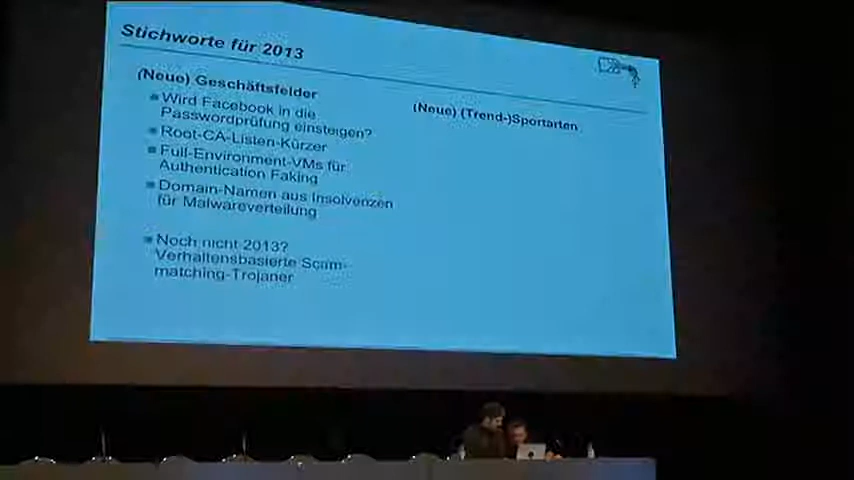 Stichworte für 2013
(Neue) Geschäftsfelder
Wird Facebook in die
Passwordprüfung einsteigen?
Root-CA-Listen-Kürzer
Full-Environment-VMs für
Authentication Faking
Domain-Namen aus Insolvenzen
für Malwareverteilung
Noch nicht 2013?
Verhaltensbasierte Scam-
matching-Trojaner
(Neue) (Trend-)Sportarten